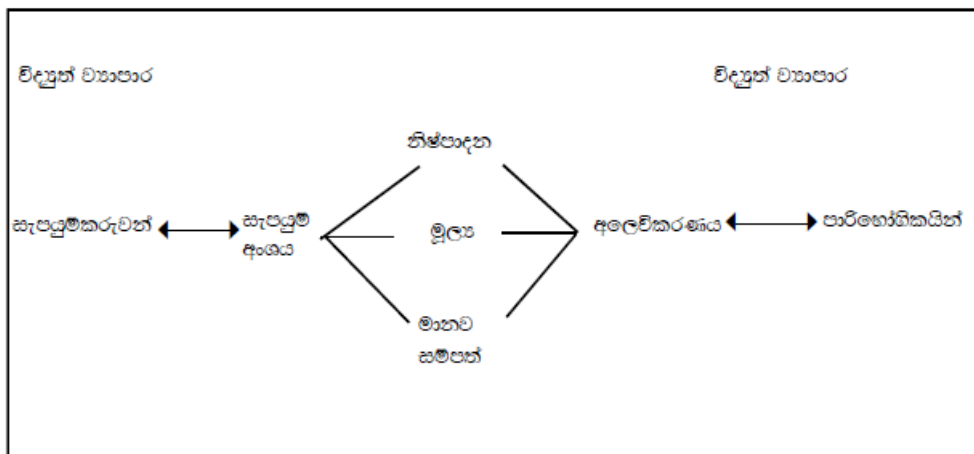 විද්‍යුත් ව්‍යාපාර
විද්‍යුත් ව්‍යාපාර
නිෂ්පාදන
සැපයුම්කරුවන්
සැපයුම්
අංශය
මූල්‍ය
අලෙවිකරණය
පාරිභෝගිකයින්
මානව
සම්පත්